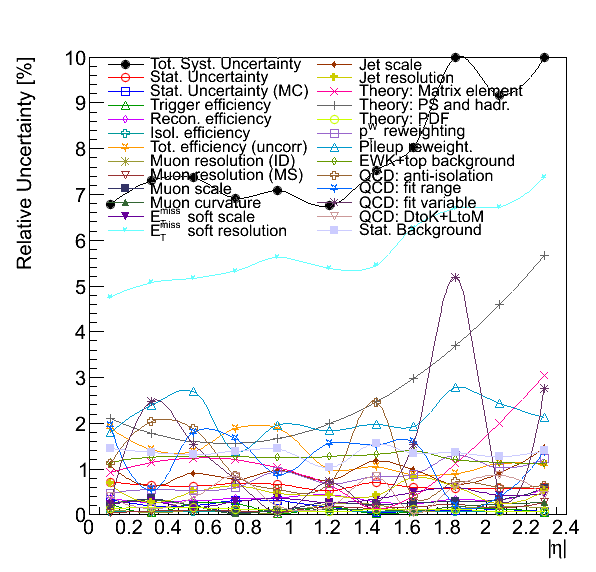 Relative Uncertainty [%]
10
9
8
7
6
5
4
3
2
1
0
Tot. Syst. Uncertainty
Stat. Uncertainty
Stat. Uncertainty (MC)
Trigger efficiency
Recon. efficiency
Isol. efficiency
Tot. efficiency (uncorr)
Muon resolution (ID)
Muon resolution (MS)
Muon scale
Muon curvature
E_T^miss soft scale
E_T^miss soft resolution
Jet scale
Jet resolution
Theory: Matrix element
Theory: PS and hadr.
Theory: PDF
p_T^W reweighting
Pileup reweight.
EWK+top background
QCD: anti-isolation
QCD: fit range
QCD: fit variable
QCD: DtoK+LtoM
Stat. Background
0 0.2 0.4 0.6 0.8 1 1.2 1.4 1.6 1.8 2 2.2 2.4
|η|